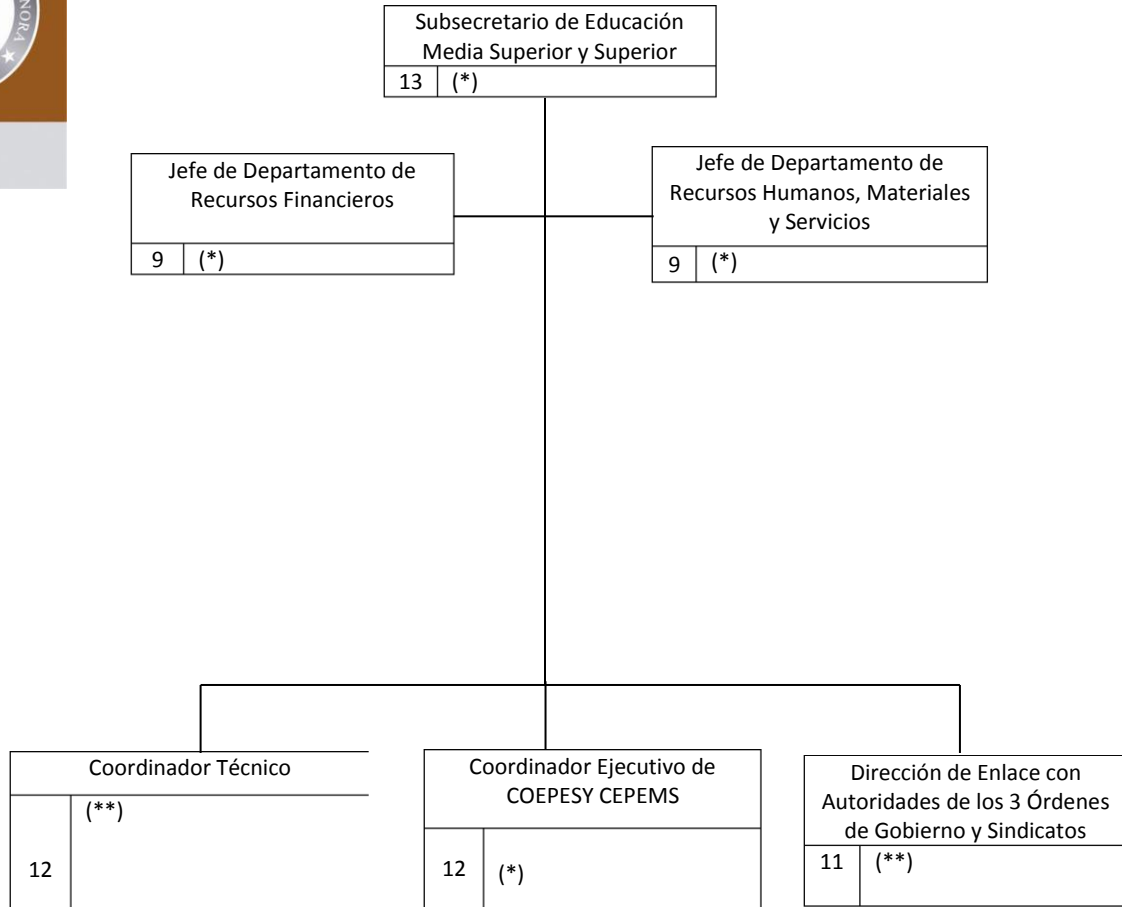 NORA
Subsecretario de Educación
Media Superior y Superior
13 (*)
Jefe de Departamento de
Recursos Financieros
9 (*)
Jefe de Departamento de
Recursos Humanos, Materiales
y Servicios
9 (*)
Coordinador Técnico
(**)
12
Coordinador Ejecutivo de
COEPESY CEPEMS
12 (*)
Dirección de Enlace con
Autoridades de los 3 Órdenes
de Gobierno y Sindicatos
11 (**)